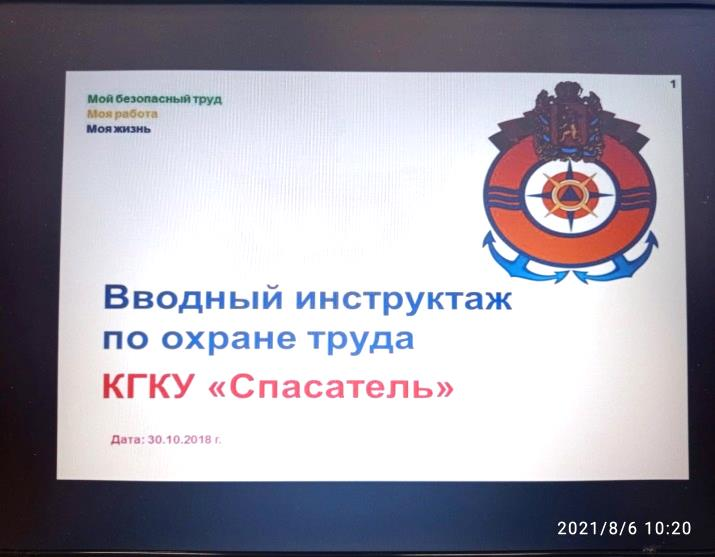 1
Мой безопасный труд
Моя работа
Моя жизнь
Вводный инструктаж
по охране труда
КГКУ «Спасатель»
Дата: 30.10.2018 г.
2021/8/6 10:20